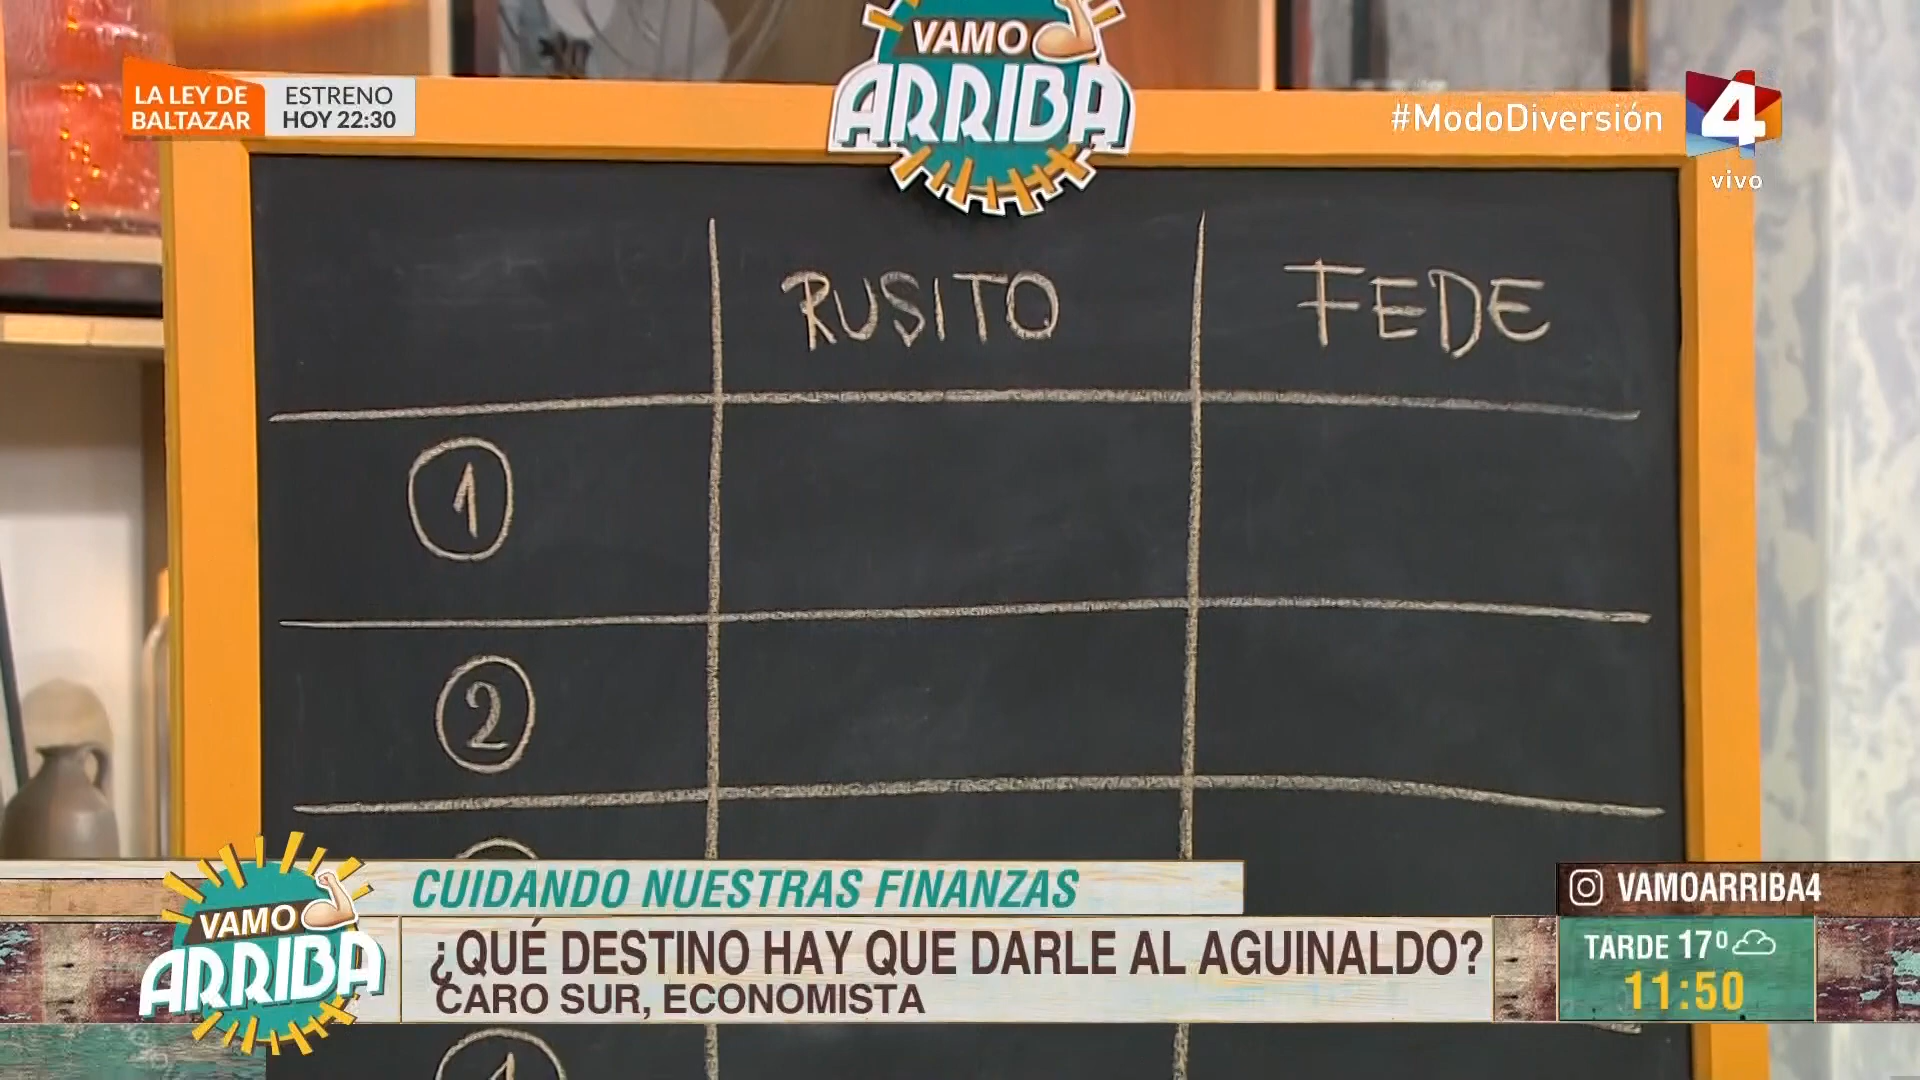 LA LEY DE
BALTAZAR
ESTRENO
HOY 22:30
VAMO
ARRIBA
#ModoDiversión
4
vivo
RUSITO
FEDE
1
2
CUIDANDO NUESTRAS FINANZAS
¿QUÉ DESTINO HAY QUE DARLE AL AGUINALDO?
CARO SUR, ECONOMISTA
VAMO
ARRIBA
VAMOARRIBA4
TARDE 17º
11:50